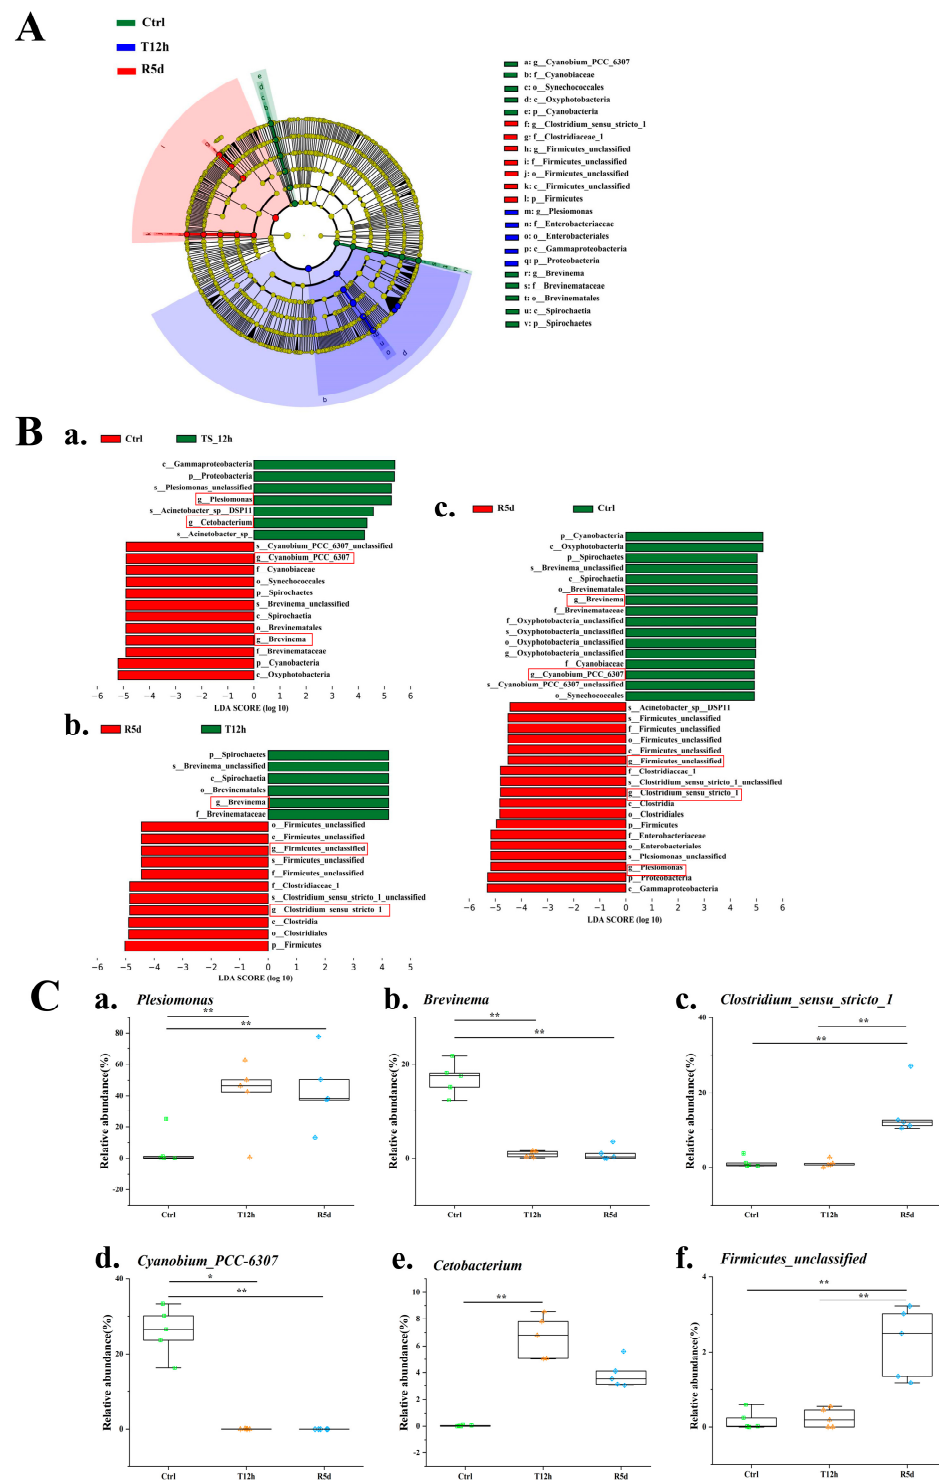 A
Ctrl
T12h
R5d
a: g__Cyanobium_PCC_6307
b: f__Cyanobiaceae
c: o__Synechococcales
d: c__Oxyphotobacteria
e: p__Cyanobacteria
f: g__Clostridium_sensu_stricto_1
g: f__Clostridiaceae_1
h: g__Firmicutes_unclassified
i: f__Firmicutes_unclassified
j: o__Firmicutes_unclassified
k: c__Firmicutes_unclassified
l: p__Firmicutes
m: g__Plesiomonas
n: f__Enterobacteriaceae
o: o__Enterobacteriales
p: c__Gammaproteobacteria
q: p__Proteobacteria
r: g__Brevinema
s: f__Brevinemataceae
t: o__Brevinematales
u: c__Spirochaetia
v: p__Spirochaetes
e
d
c
b
B
a.
Ctrl
TS_12h
c__Gammaproteobacteria
p__Proteobacteria
s__Plesiomonas_unclassified
g__Plesiomonas
s__Acinetobacter_sp__DSP11
g__Cetobacterium
s__Acinetobacter_sp_
s__Cyanobium_PCC_6307_unclassified
g__Cyanobium_PCC_6307
f__Cyanobiaceae
o__Synechococcales
p__Spirochaetes
s__Brevinema_unclassified
c__Spirochaetia
o__Brevinematales
g__Brevinema
f__Brevinemataceae
p__Cyanobacteria
c__Oxyphotobacteria
−6 −5 −4 −3 −2 −1 0 1 2 3 4 5 6
LDA SCORE (log 10)
b.
R5d
T12h
p__Spirochaetes
s__Brevinema_unclassified
c__Spirochaetia
o__Brevinematales
g__Brevinema
f__Brevinemataceae
o__Firmicutes_unclassified
c__Firmicutes_unclassified
g__Firmicutes_unclassified
s__Firmicutes_unclassified
f__Firmicutes_unclassified
f__Clostridiaceae_1
s__Clostridium_sensu_stricto_1_unclassified
g__Clostridium_sensu_stricto_1
c__Clostridia
o__Clostridiales
p__Firmicutes
−6 −5 −4 −3 −2 −1 0 1 2 3 4 5
LDA SCORE (log 10)
c.
R5d
Ctrl
p__Cyanobacteria
c__Oxyphotobacteria
p__Spirochaetes
s__Brevinema_unclassified
c__Spirochaetia
o__Brevinematales
g__Brevinema
f__Brevinemataceae
f__Oxyphotobacteria_unclassified
s__Oxyphotobacteria_unclassified
o__Oxyphotobacteria_unclassified
g__Oxyphotobacteria_unclassified
f__Cyanobiaceae
g__Cyanobium_PCC_6307
s__Cyanobium_PCC_6307_unclassified
o__Synechococcales
s__Acinetobacter_sp__DSP11
s__Firmicutes_unclassified
f__Firmicutes_unclassified
o__Firmicutes_unclassified
c__Firmicutes_unclassified
g__Firmicutes_unclassified
f__Clostridiaceae_1
s__Clostridium_sensu_stricto_1_unclassified
g__Clostridium_sensu_stricto_1
c__Clostridia
o__Clostridiales
p__Firmicutes
f__Enterobacteriaceae
o__Enterobacteriales
s__Plesiomonas_unclassified
g__Plesiomonas
p__Proteobacteria
c__Gammaproteobacteria
−6 −5 −4 −3 −2 −1 0 1 2 3 4 5 6
LDA SCORE (log 10)
C
a. Plesiomonas
**
**
Relative abundance(%)
80
60
40
20
0
-20
Ctrl T12h R5d
b. Brevinema
**
**
Relative abundance(%)
20
0
Ctrl T12h R5d
c. Clostridium_sensu_stricto_1
**
**
Relative abundance(%)
40
20
0
Ctrl T12h R5d
d. Cyanobium_PCC-6307
*
**
Relative abundance(%)
40
20
0
Ctrl T12h R5d
e. Cetobacterium
**
Relative abundance(%)
10
8
6
4
2
0
-2
Ctrl T12h R5d
f. Firmicutes_unclassified
**
**
Relative abundance(%)
4
2
0
Ctrl T12h R5d